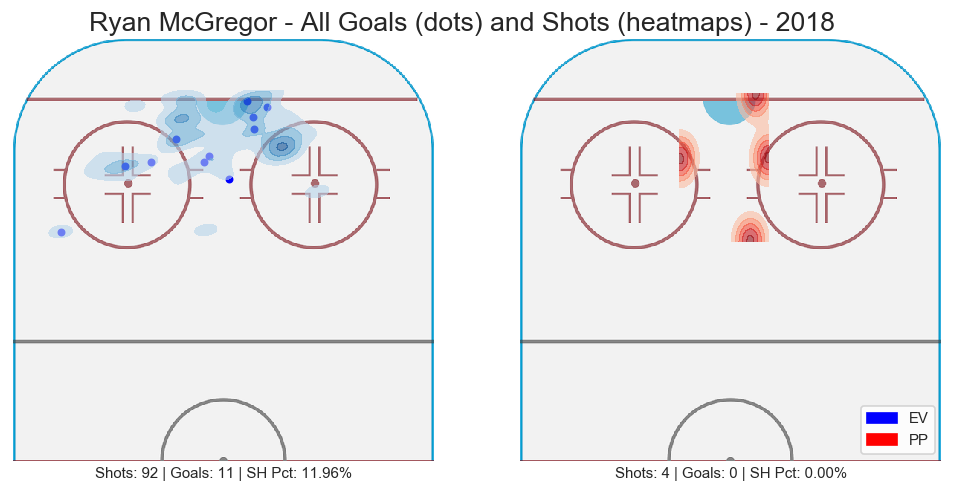 Ryan McGregor - All Goals (dots) and Shots (heatmaps) - 2018
EV
PP
Shots: 92 | Goals: 11 | SH Pct: 11.96%
Shots: 4 | Goals: 0 | SH Pct: 0.00%